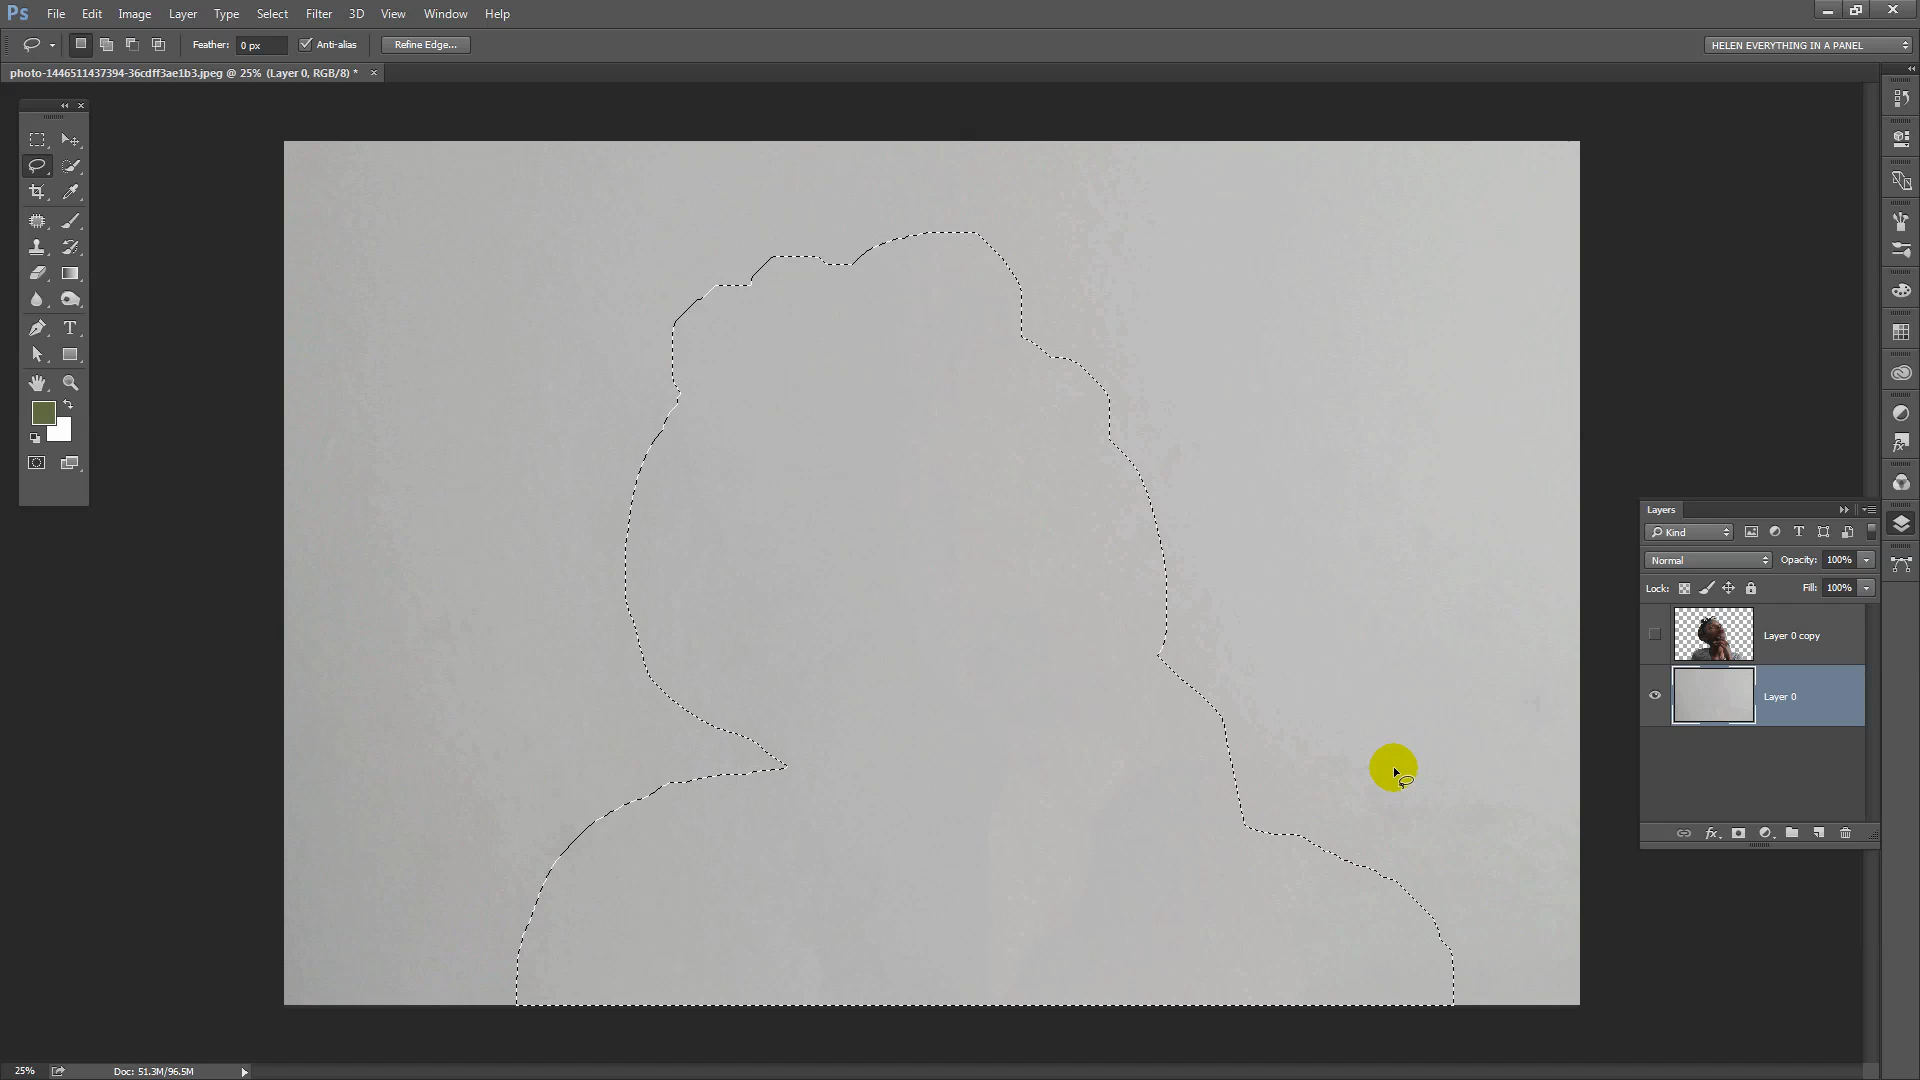 Ps File Edit Image Layer Type Select Filter 3D View Window Help
Feather: 0 px Anti-alias Refine Edge... HELEN EVERYTHING IN A PANEL
photo-1446511437394-36cdff3ae1b3.jpeg @ 25% (Layer 0, RGB/8) * ×
Layers
Kind
Normal Opacity: 100%
Lock: Fill: 100%
Layer 0 copy
Layer 0
25% Doc: 51.3M/96.5M